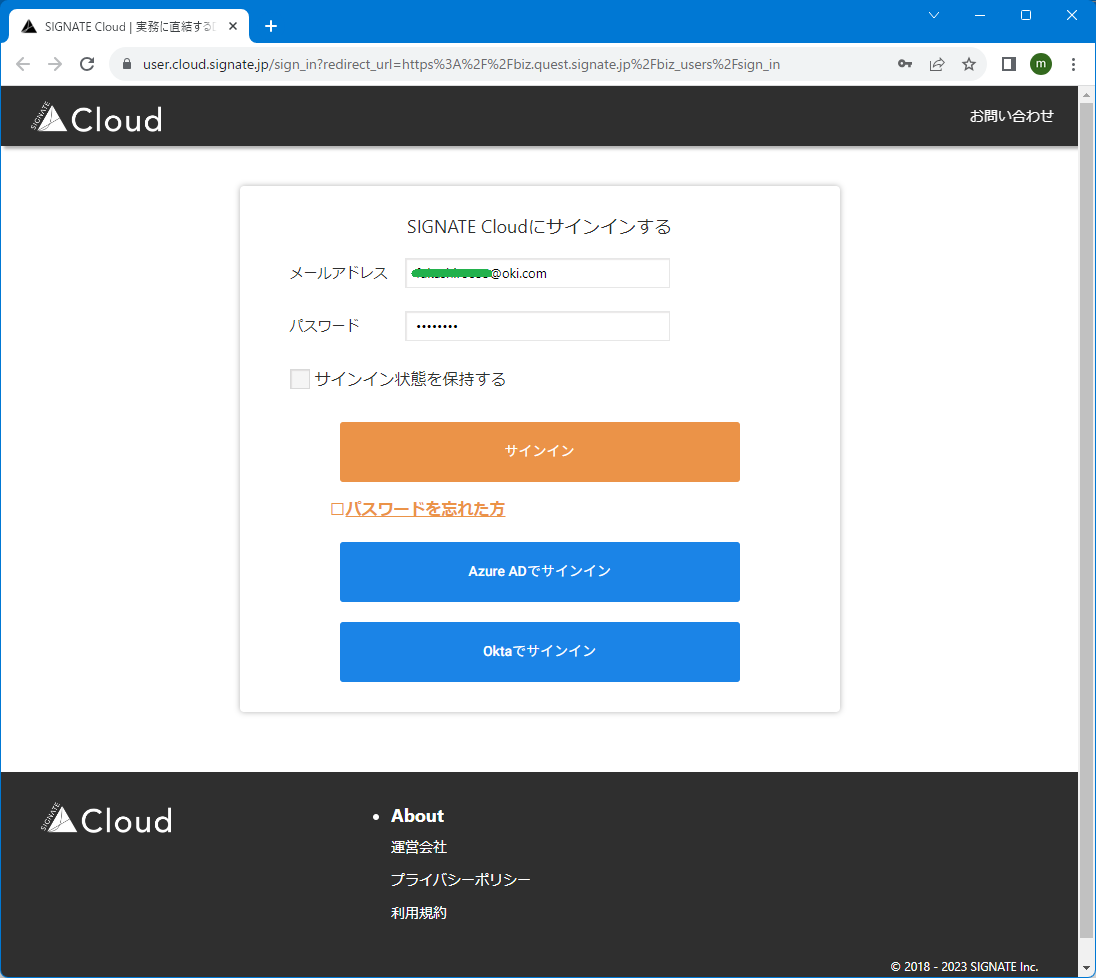 SIGNATE Cloud | 実務に直結する
user.cloud.signate.jp/sign_in?redirect_url=https%3A%2F%2Fbiz.quest.signate.jp%2Fbiz_users%2Fsign_in
m
SIGNATE Cloud
お問い合わせ
SIGNATE Cloudにサインインする
メールアドレス
@oki.com
パスワード
••••••••
サインイン状態を保持する
サインイン
□パスワードを忘れた方
Azure ADでサインイン
Oktaでサインイン
SIGNATE Cloud
• About
運営会社
プライバシーポリシー
利用規約
© 2018 - 2023 SIGNATE Inc.